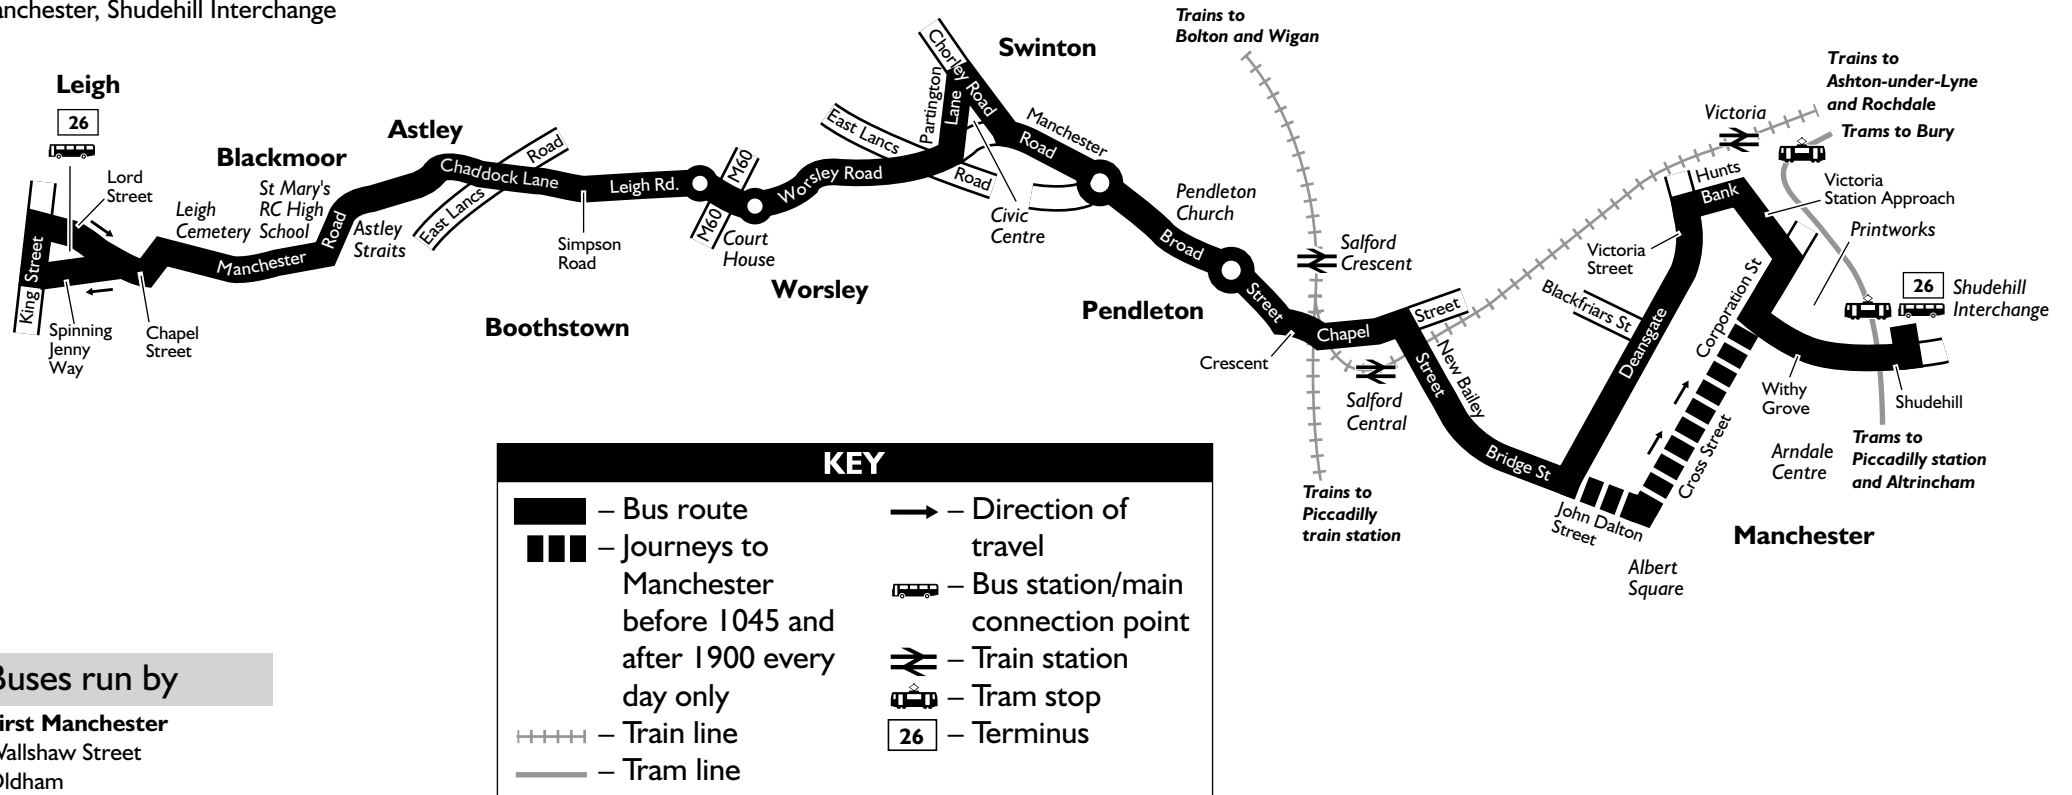 anchester, Shudehill Interchange
Leigh
26
Lord
Street
King Street
Spinning
Jenny
Way
Chapel
Street
Blackmoor
Leigh
Cemetery
St Mary's
RC High
School
Manchester
Road
Astley
Straits
Astley
Chaddock Lane
East Lancs
Road
Boothstown
Simpson
Road
Leigh Rd.
M60
M60
Court
House
Worsley
Worsley Road
East Lancs
Road
Partington
Lane
Chorley Road
Swinton
Civic
Centre
Manchester
Road
Pendleton
Church
Broad
Street
Pendleton
Crescent
Trains to
Bolton and Wigan
Salford
Crescent
Chapel
Street
Salford
Central
Trains to
Piccadilly
train station
New Bailey
Street
Bridge St
John Dalton
Street
Albert
Square
Blackfriars St
Deansgate
Victoria
Street
Hunts
Bank
Victoria
Victoria
Station Approach
Printworks
Corporation St
Cross Street
Withy
Grove
Arndale
Centre
Shudehill
Manchester
26
Shudehill
Interchange
Trains to
Ashton-under-Lyne
and Rochdale
Trams to Bury
Trams to
Piccadilly station
and Altrincham
KEY
– Bus route
– Journeys to
Manchester
before 1045 and
after 1900 every
day only
– Train line
– Tram line
– Direction of
travel
– Bus station/main
connection point
– Train station
– Tram stop
26 – Terminus
Buses run by
irst Manchester
Wallshaw Street
Oldham